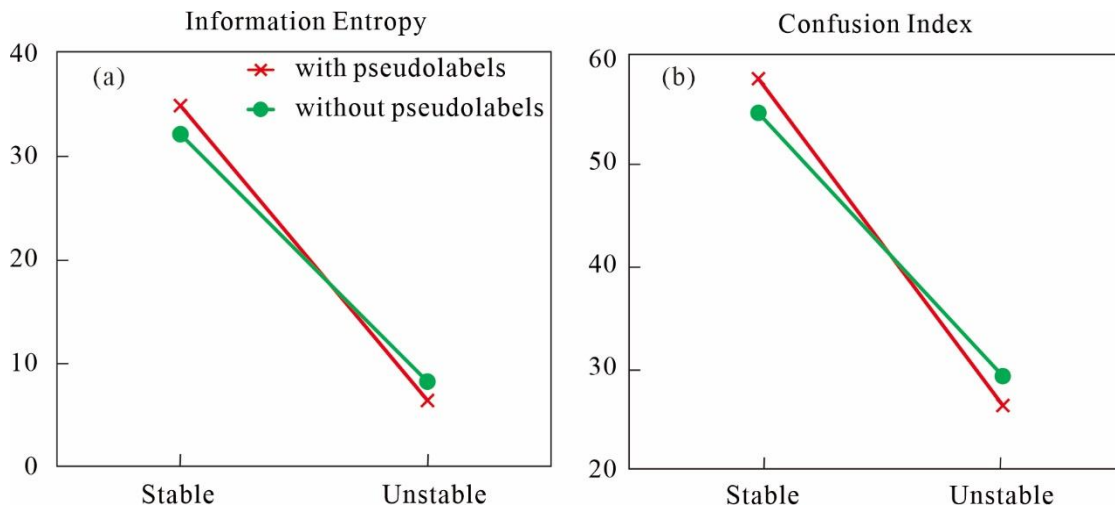 Information Entropy
40
(a)
with pseudolabels
without pseudolabels
30
20
10
0
Stable
Unstable
Confusion Index
60
(b)
50
40
30
20
Stable
Unstable